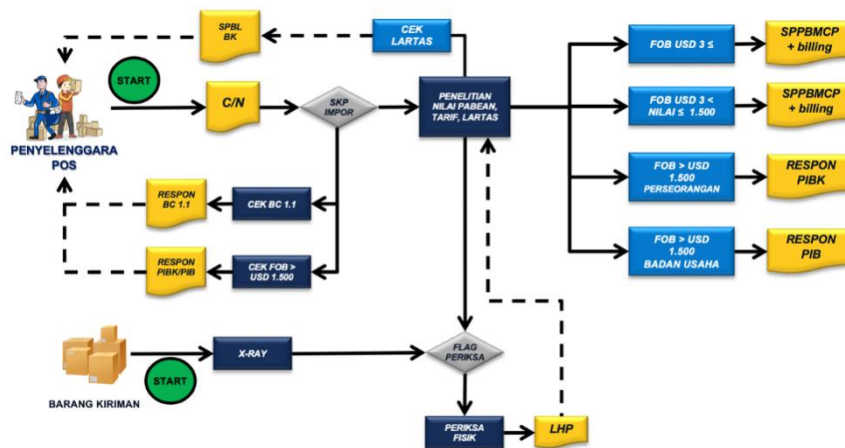 SPBL
BK
CEK
LARTAS
FOB USD 3 ≤
SPPBMCP
+ billing
START
C/N
SKP
IMPOR
PENELITIAN
NILAI PABEAN,
TARIF, LARTAS
FOB USD 3 <
NILAI ≤ 1.500
SPPBMCP
+ billing
PENYELENGGARA
POS
RESPON
BC 1.1
CEK BC 1.1
FOB > USD
1.500
PERSEORANGAN
RESPON
PIBK
RESPON
PIBK/PIB
CEK FOB >
USD 1.500
FOB > USD
1.500
BADAN USAHA
RESPON
PIB
X-RAY
FLAG
PERIKSA
START
BARANG KIRIMAN
PERIKSA
FISIK
LHP